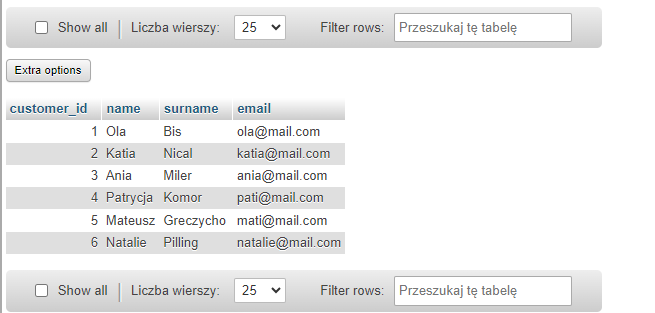 Show all Liczba wierszy: 25 Filter rows: Przeszukaj tę tabelę
Extra options
customer_id name surname email
1 Ola Bis ola@mail.com
2 Katia Nical katia@mail.com
3 Ania Miler ania@mail.com
4 Patrycja Komor pati@mail.com
5 Mateusz Greczycho mati@mail.com
6 Natalie Pilling natalie@mail.com
Show all Liczba wierszy: 25 Filter rows: Przeszukaj tę tabelę